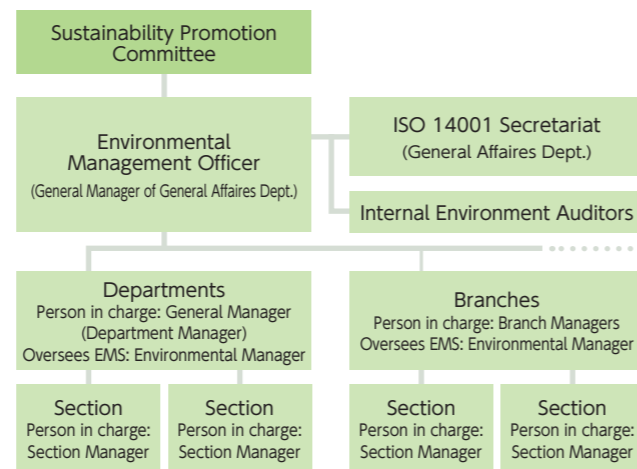 Sustainability Promotion
Committee
Environmental
Management Officer
(General Manager of General Affaires Dept.)
ISO 14001 Secretariat
(General Affaires Dept.)
Internal Environment Auditors
Departments
Person in charge: General Manager
(Department Manager)
Oversees EMS: Environmental Manager
Branches
Person in charge: Branch Managers
Oversees EMS: Environmental Manager
Section
Person in charge:
Section Manager
Section
Person in charge:
Section Manager
Section
Person in charge:
Section Manager
Section
Person in charge:
Section Manager